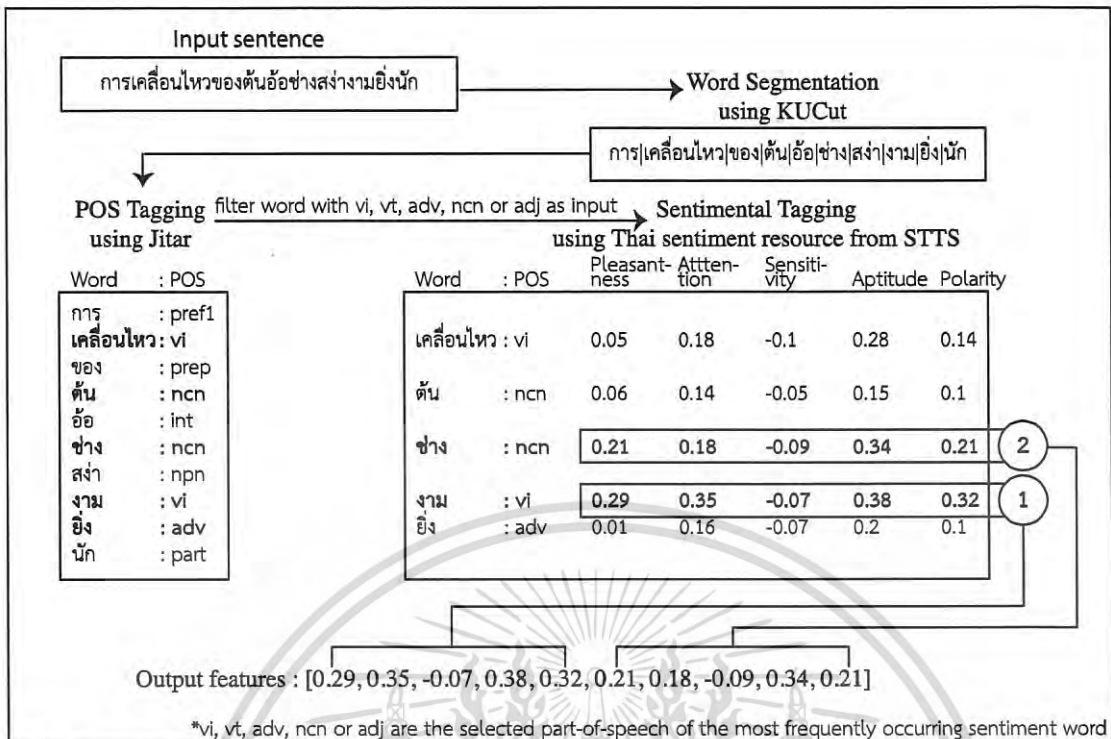 Input sentence
การเคลื่อนไหวของต้นอ้อช่างสง่างามยิ่งนัก
Word Segmentation
using KUCut
การ|เคลื่อนไหว|ของ|ต้น|อ้อ|ช่าง|สง่า|งาม|ยิ่ง|นัก
POS Tagging filter word with vi, vt, adv, ncn or adj as input Sentimental Tagging
using Jitar using Thai sentiment resource from STTS
Word : POS
การ : pref1
เคลื่อนไหว : vi
ของ : prep
ต้น : ncn
อ้อ : int
ช่าง : ncn
สง่า : npn
งาม : vi
ยิ่ง : adv
นัก : part
Word : POS Pleasant-ness Attten-tion Sensiti-vity Aptitude Polarity
เคลื่อนไหว : vi 0.05 0.18 -0.1 0.28 0.14
ต้น : ncn 0.06 0.14 -0.05 0.15 0.1
ช่าง : ncn 0.21 0.18 -0.09 0.34 0.21 2
งาม : vi 0.29 0.35 -0.07 0.38 0.32 1
ยิ่ง : adv 0.01 0.16 -0.07 0.2 0.1
Output features : [0.29, 0.35, -0.07, 0.38, 0.32, 0.21, 0.18, -0.09, 0.34, 0.21]
*vi, vt, adv, ncn or adj are the selected part-of-speech of the most frequently occurring sentiment word